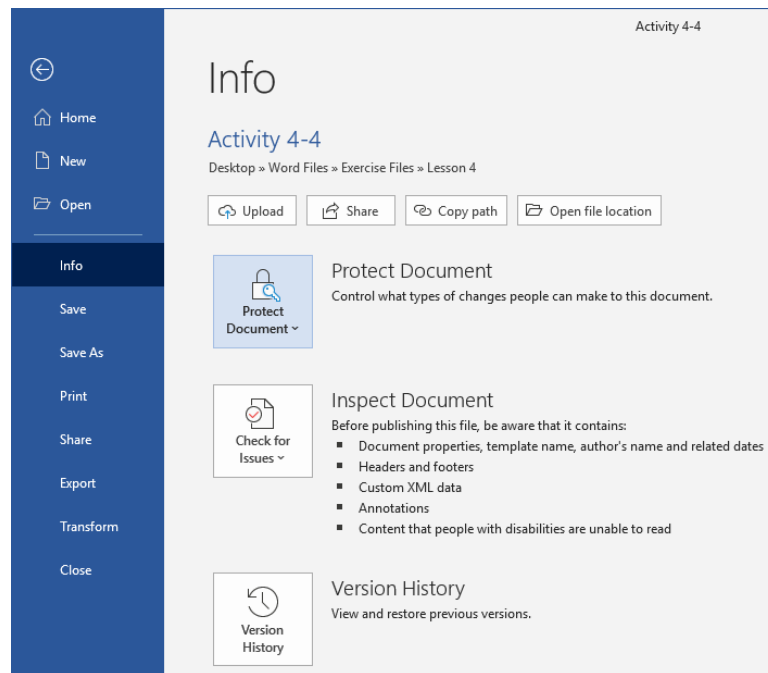 Activity 4-4
Home
New
Open
Info
Save
Save As
Print
Share
Export
Transform
Close
Info
Activity 4-4
Desktop » Word Files » Exercise Files » Lesson 4
Upload
Share
Copy path
Open file location
Protect
Document
Protect Document
Control what types of changes people can make to this document.
Check for
Issues
Inspect Document
Before publishing this file, be aware that it contains:
▪ Document properties, template name, author's name and related dates
▪ Headers and footers
▪ Custom XML data
▪ Annotations
▪ Content that people with disabilities are unable to read
Version
History
Version History
View and restore previous versions.